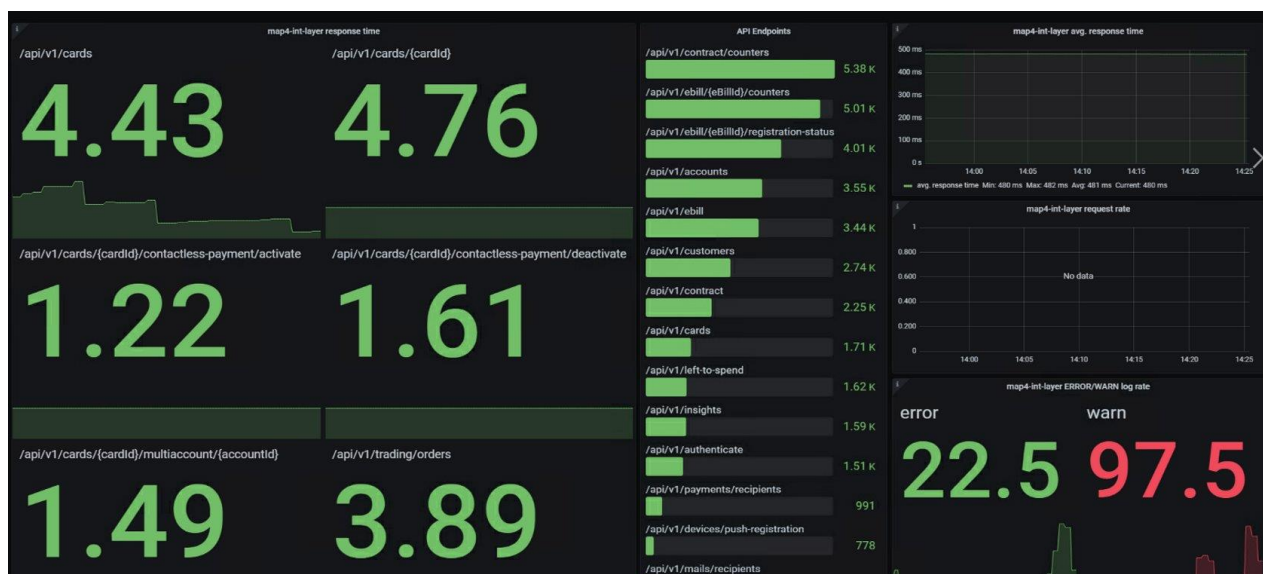 map4-int-layer response time
/api/v1/cards
4.43
/api/v1/cards/{cardId}
4.76
/api/v1/cards/{cardId}/contactless-payment/activate
1.22
/api/v1/cards/{cardId}/contactless-payment/deactivate
1.61
/api/v1/cards/{cardId}/multiaccount/{accountId}
1.49
/api/v1/trading/orders
3.89
API Endpoints
/api/v1/contract/counters
5.38 K
/api/v1/ebill/{eBillId}/counters
5.01 K
/api/v1/ebill/{eBillId}/registration-status
4.01 K
/api/v1/accounts
3.55 K
/api/v1/ebill
3.44 K
/api/v1/customers
2.74 K
/api/v1/contract
2.25 K
/api/v1/cards
1.71 K
/api/v1/left-to-spend
1.62 K
/api/v1/insights
1.59 K
/api/v1/authenticate
1.51 K
/api/v1/payments/recipients
991
/api/v1/devices/push-registration
778
/api/v1/mails/recipients
map4-int-layer avg. response time
500 ms
400 ms
300 ms
200 ms
100 ms
0 s
14:00 14:05 14:10 14:15 14:20 14:25
avg. response time Min: 480 ms Max: 482 ms Avg: 481 ms Current: 480 ms
map4-int-layer request rate
1
0.800
0.600
0.400
0.200
0
No data
14:00 14:05 14:10 14:15 14:20 14:25
map4-int-layer ERROR/WARN log rate
error
22.5
warn
97.5